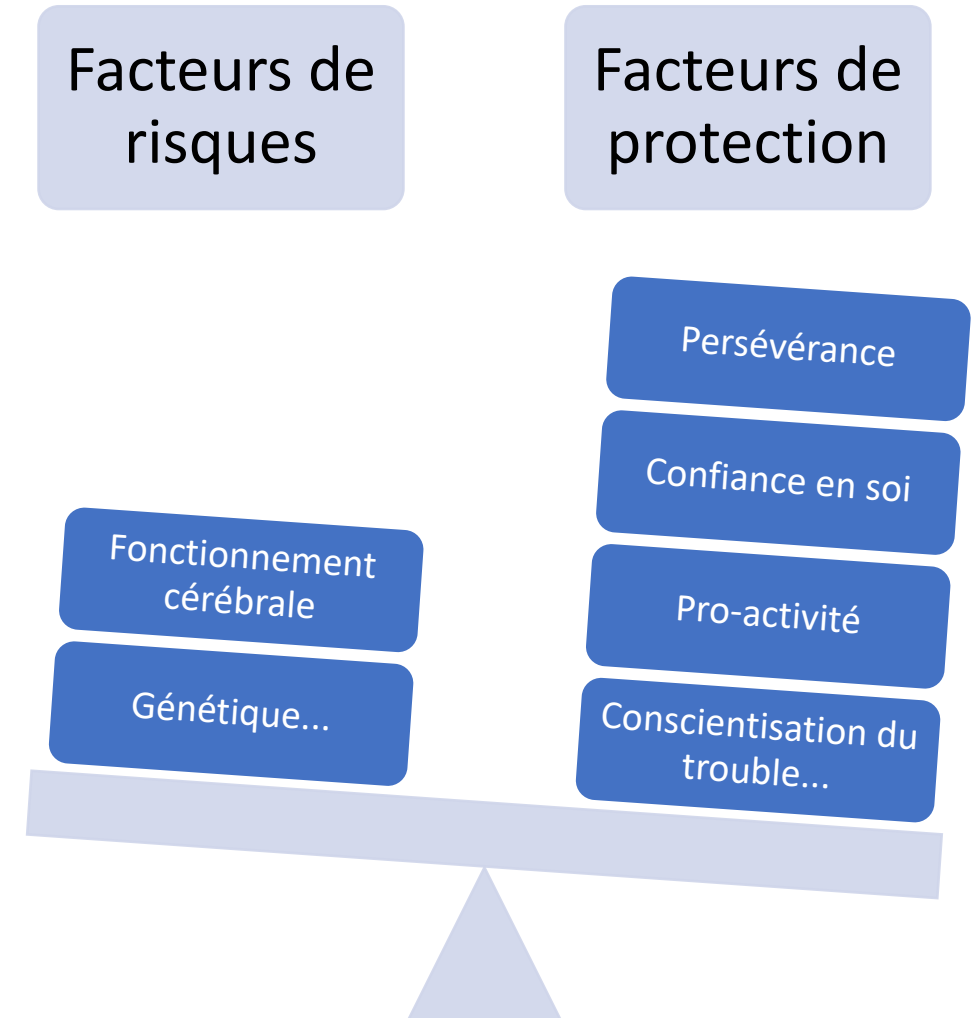 Facteurs de
risques
Facteurs de
protection
Fonctionnement
cérébrale
Génétique...
Persévérance
Confiance en soi
Pro-activité
Conscientisation du
trouble...